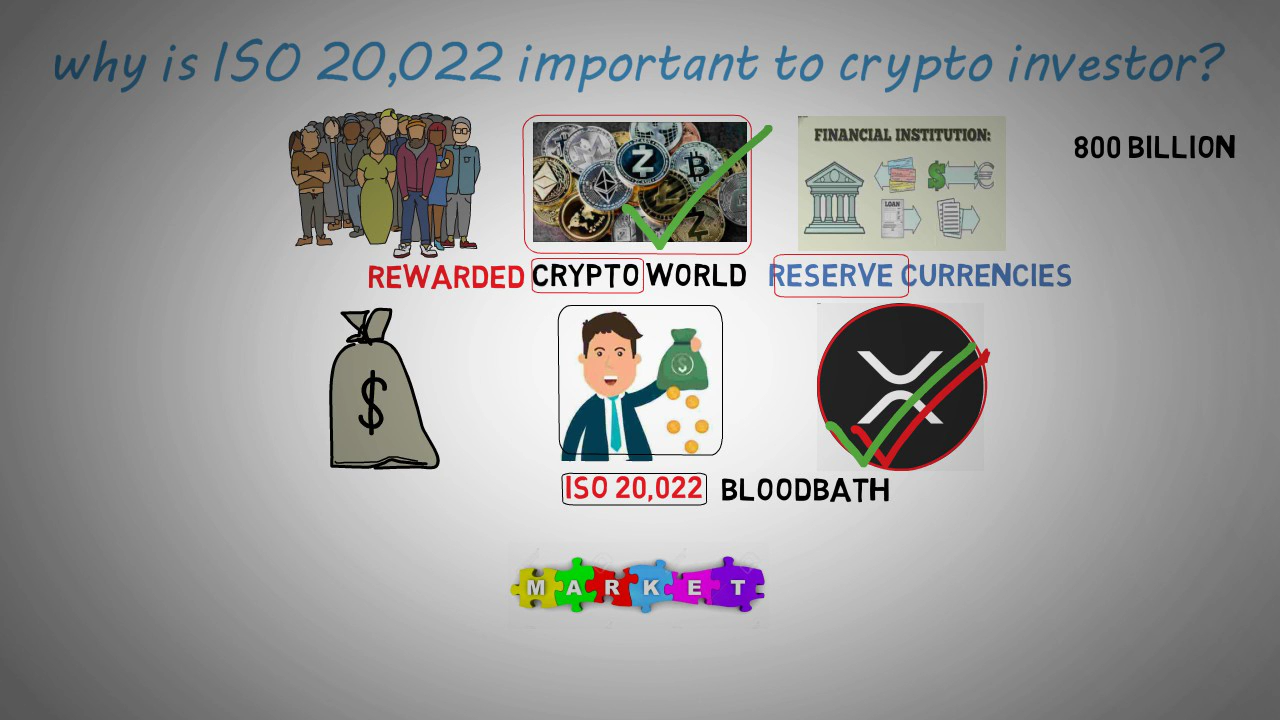 why is ISO 20,022 important to crypto investor?
FINANCIAL INSTITUTION:
LOAN
800 BILLION
REWARDED CRYPTO WORLD
RESERVE CURRENCIES
ISO 20,022 BLOODBATH
MARKET